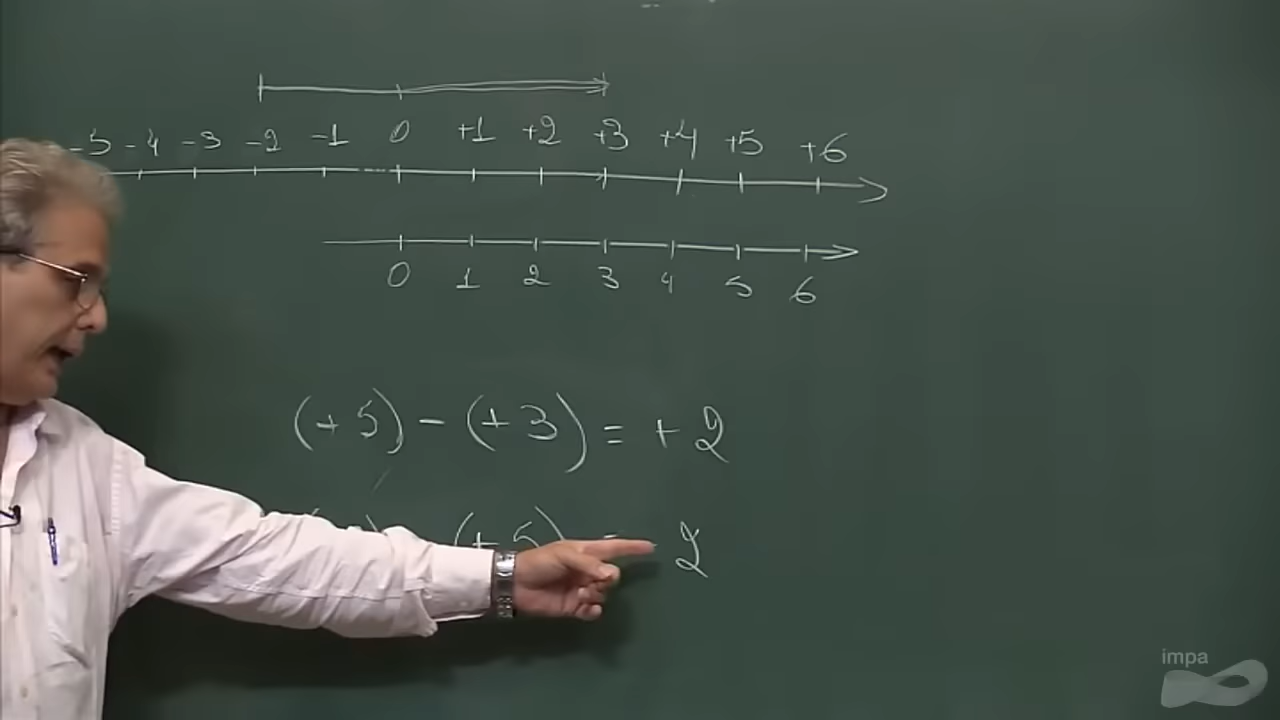 -5 -4 -3 -2 -1 0 +1 +2 +3 +4 +5 +6
0 1 2 3 4 5 6
(+5) - (+3) = +2
(+5) = 2
impa